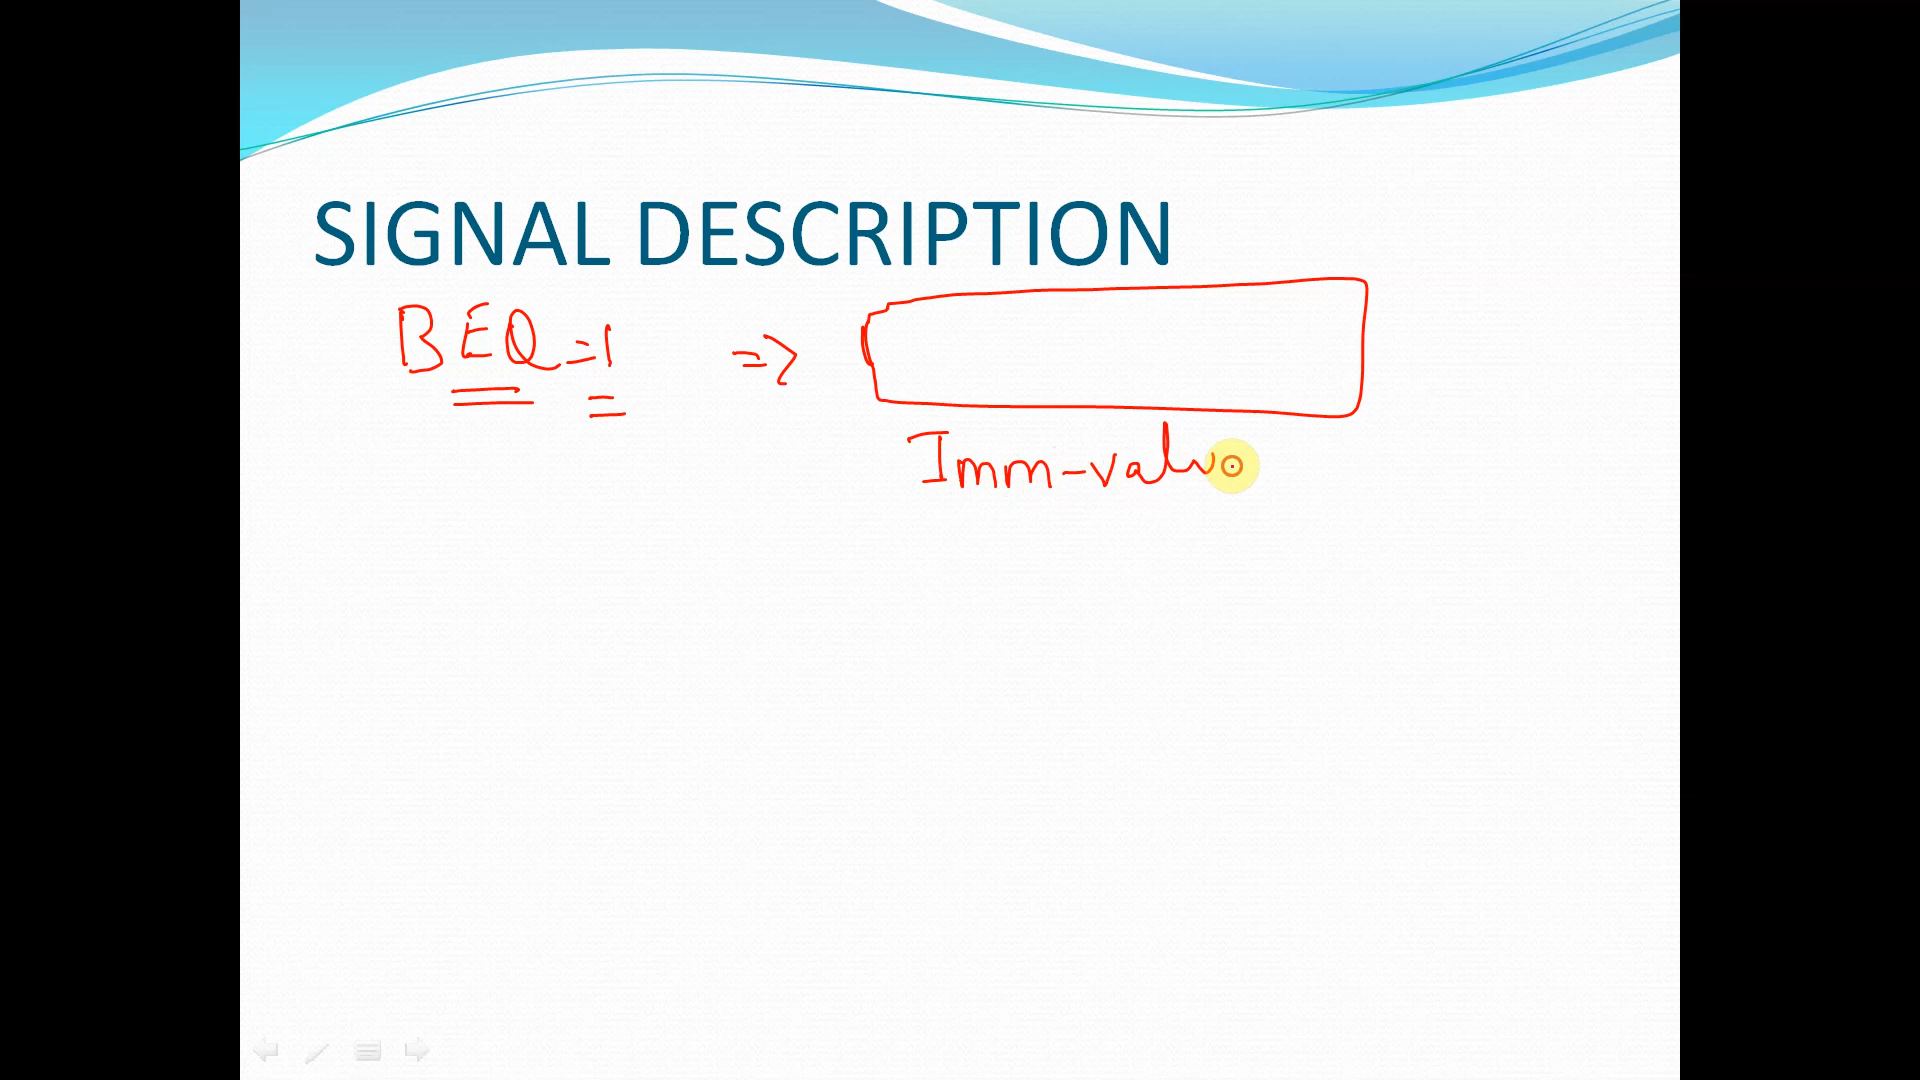 SIGNAL DESCRIPTION
BEQ=1 =>
Imm-valu